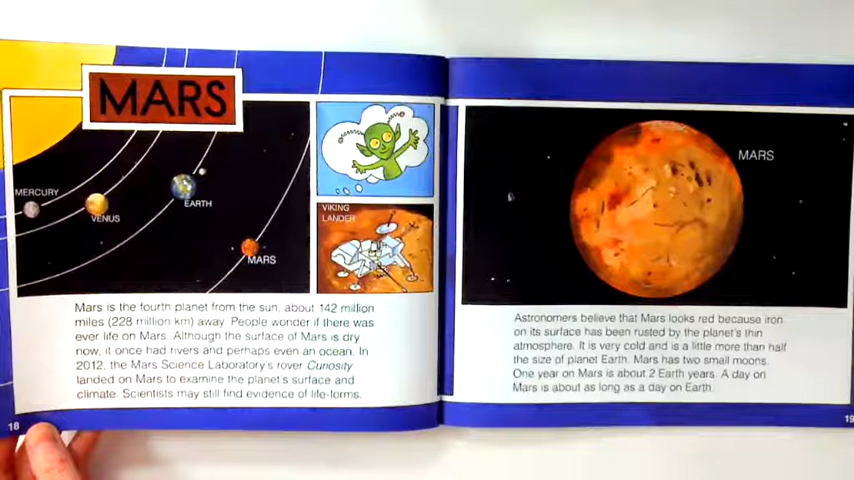 MARS
MERCURY
VENUS
EARTH
MARS
VIKING
LANDER
Mars is the fourth planet from the sun, about 142 million
miles (228 million km) away. People wonder if there was
ever life on Mars. Although the surface of Mars is dry
now, it once had rivers and perhaps even an ocean. In
2012, the Mars Science Laboratory's rover Curiosity
landed on Mars to examine the planet's surface and
climate. Scientists may still find evidence of life-forms.
18
MARS
Astronomers believe that Mars looks red because iron
on its surface has been rusted by the planet's thin
atmosphere. It is very cold and is a little more than half
the size of planet Earth. Mars has two small moons.
One year on Mars is about 2 Earth years. A day on
Mars is about as long as a day on Earth.
19